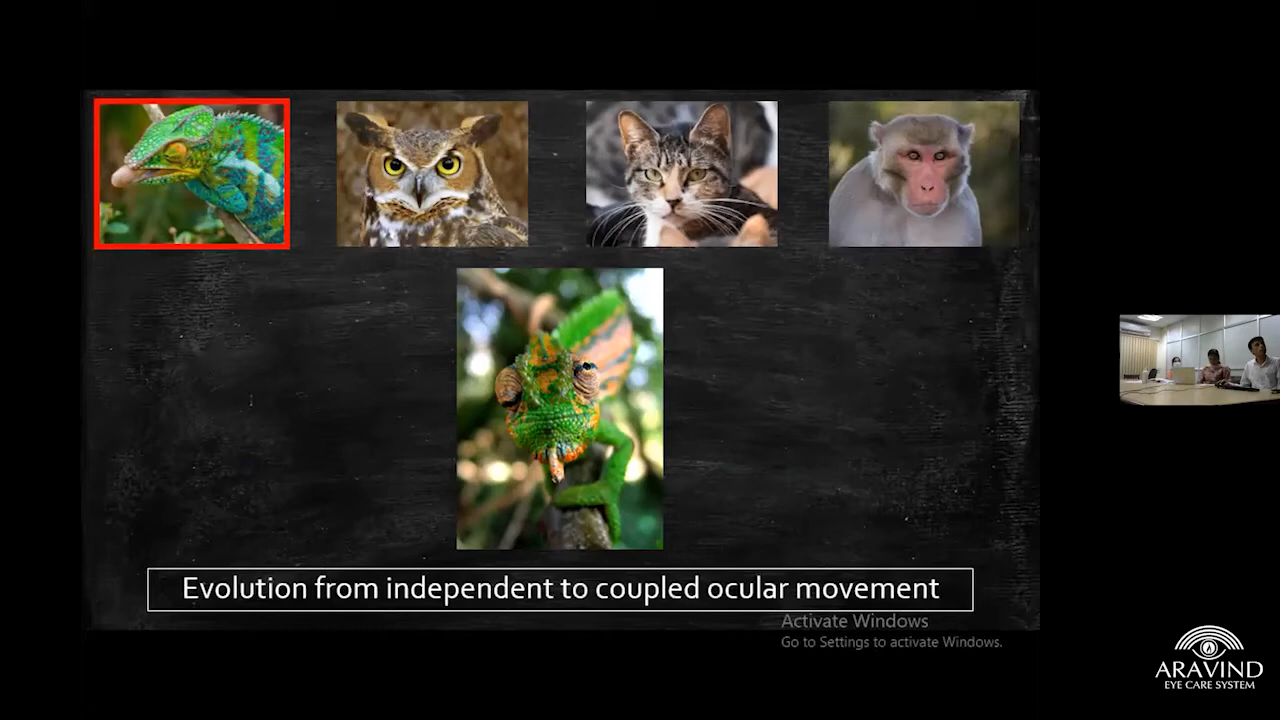 Evolution from independent to coupled ocular movement
Activate Windows
Go to Settings to activate Windows.
ARAVIND
EYE CARE SYSTEM